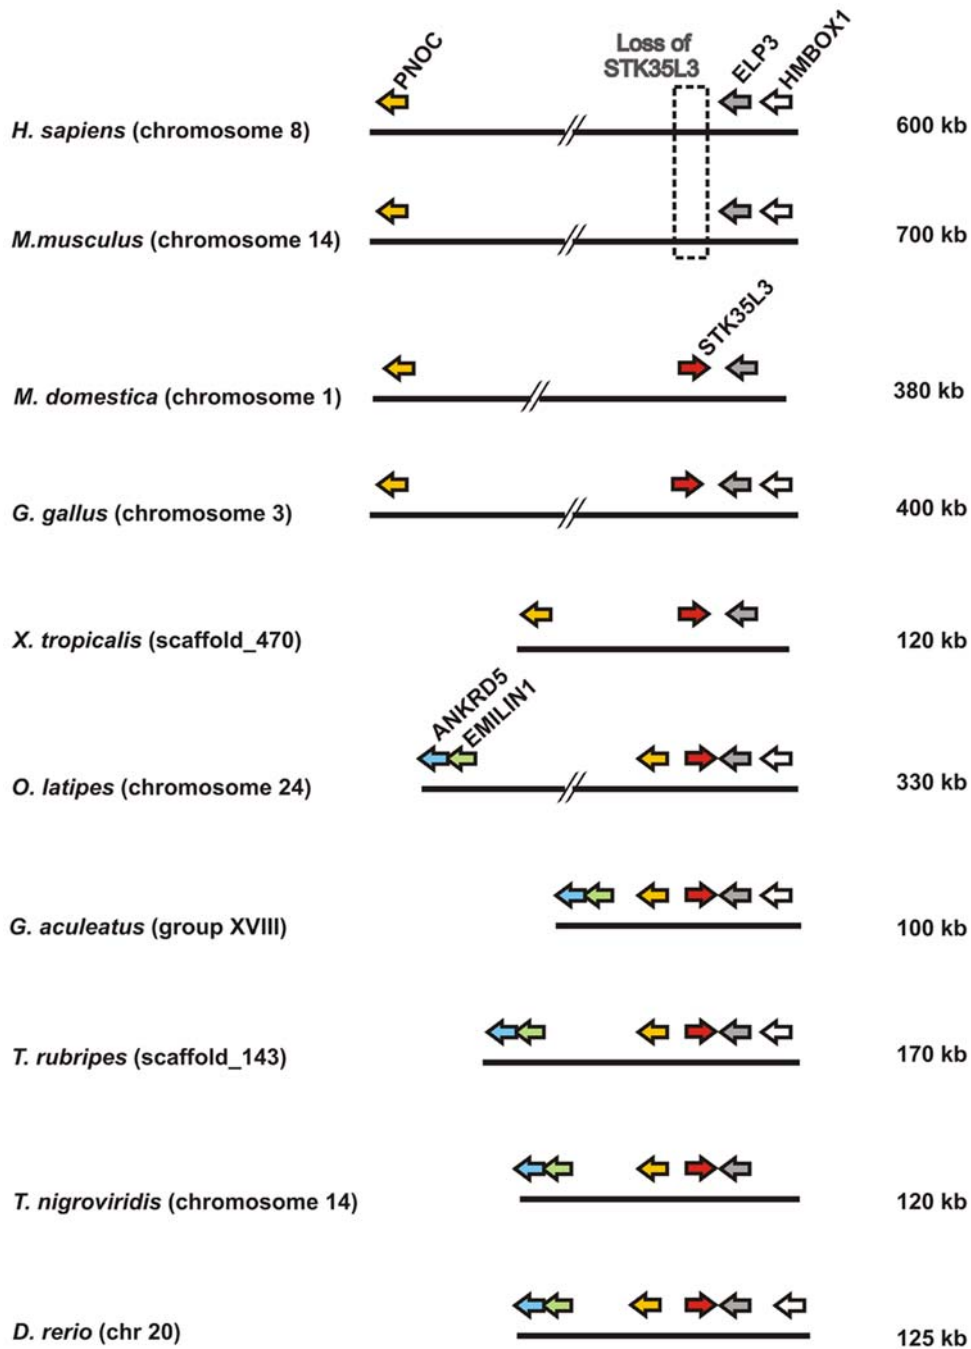 PNOC
Loss of
STK35L3
ELP3
HMBOX1
H. sapiens (chromosome 8)
600 kb
M.musculus (chromosome 14)
700 kb
STK35L3
M. domestica (chromosome 1)
380 kb
G. gallus (chromosome 3)
400 kb
X. tropicalis (scaffold_470)
120 kb
ANKRD5
EMILIN1
O. latipes (chromosome 24)
330 kb
G. aculeatus (group XVIII)
100 kb
T. rubripes (scaffold_143)
170 kb
T. nigroviridis (chromosome 14)
120 kb
D. rerio (chr 20)
125 kb